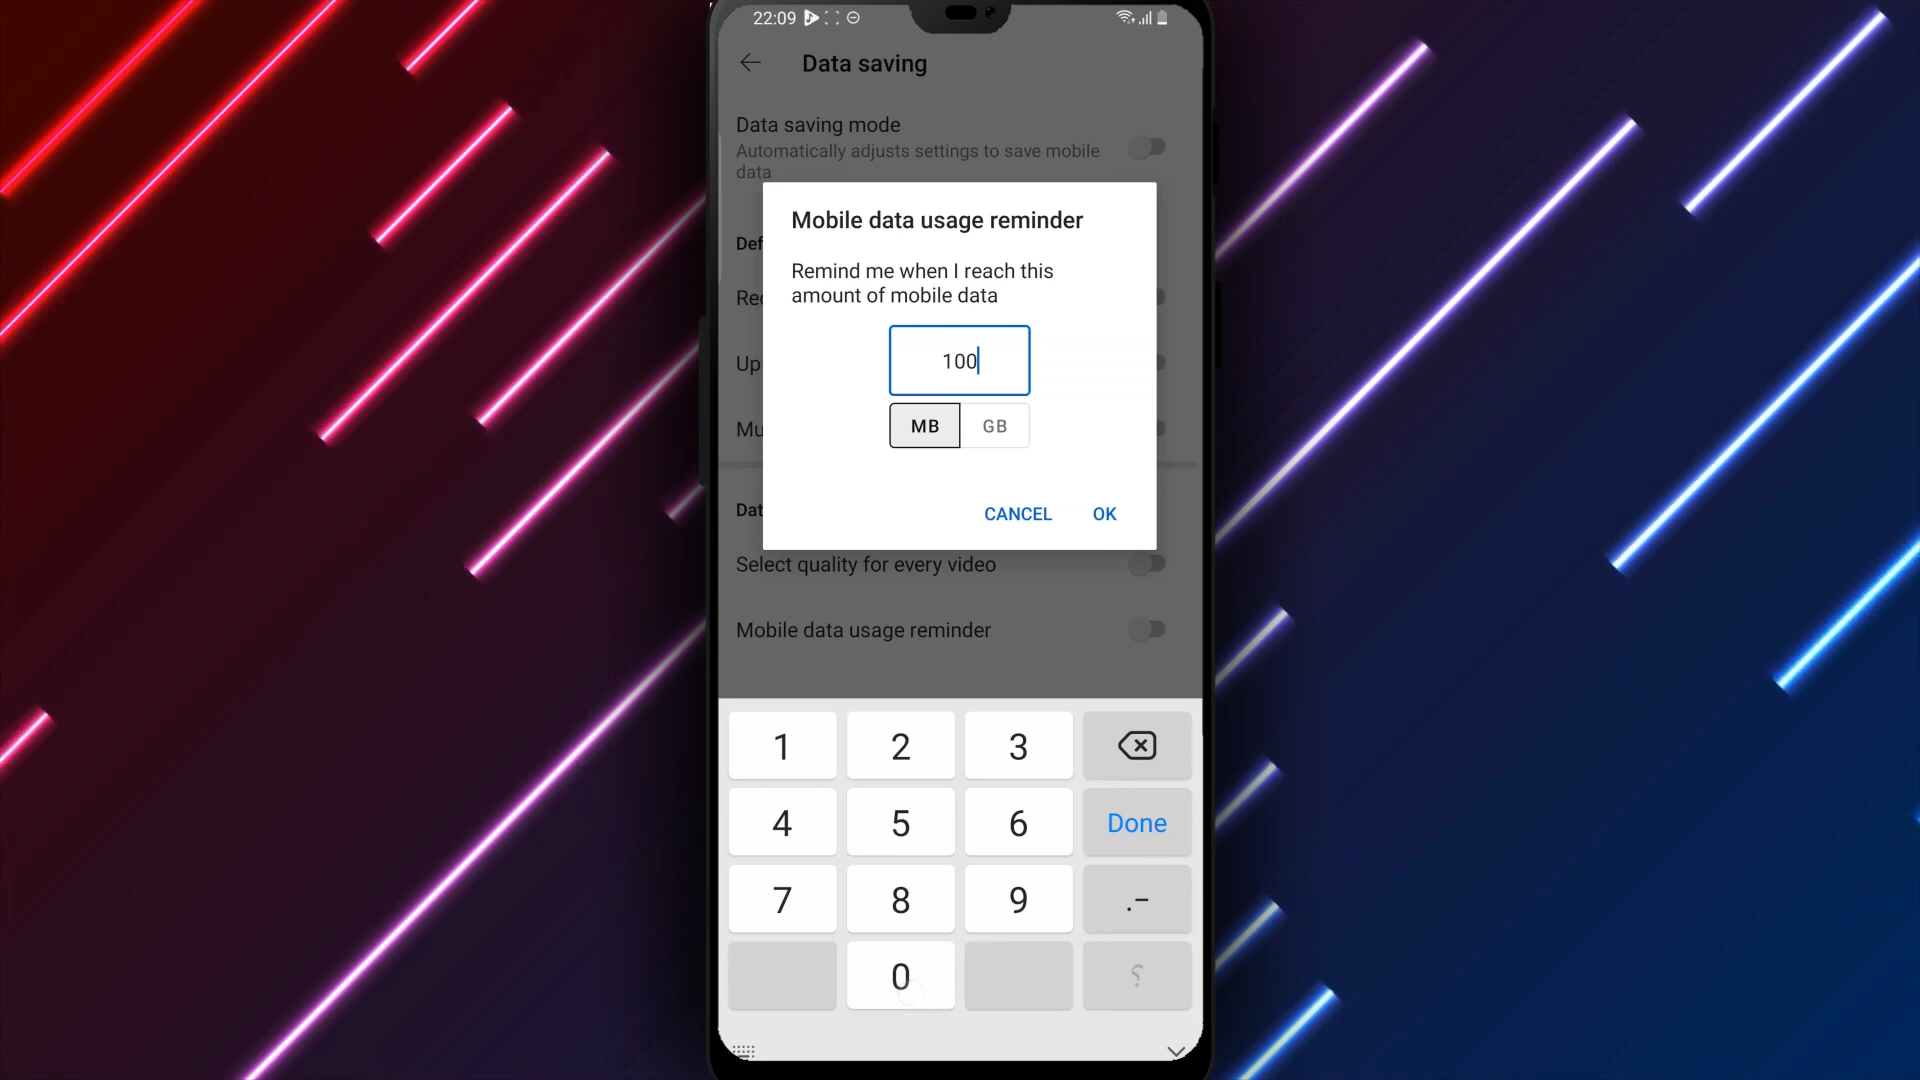 22:09
Data saving
Data saving mode
Automatically adjusts settings to save mobile
data
Mobile data usage reminder
Def
Remind me when I reach this
amount of mobile data
Rec
100
Up
MB GB
Mu
CANCEL OK
Dat
Select quality for every video
Mobile data usage reminder
1 2 3
4 5 6 Done
7 8 9 .-
0 ؟